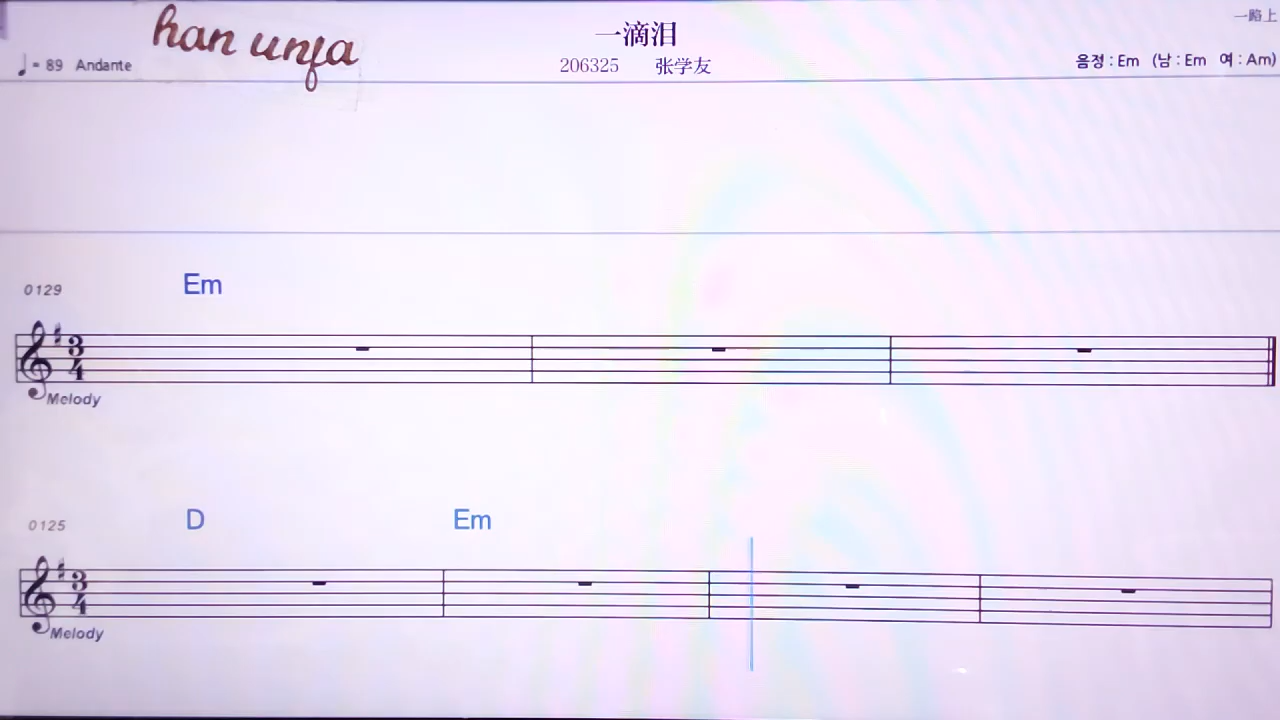 一路上
han unfa
一滴泪
♩= 89 Andante
206325 张学友
음정 : Em (남 : Em 여 : Am)
0129 Em
3/4
Melody
0125 D Em
3/4
Melody